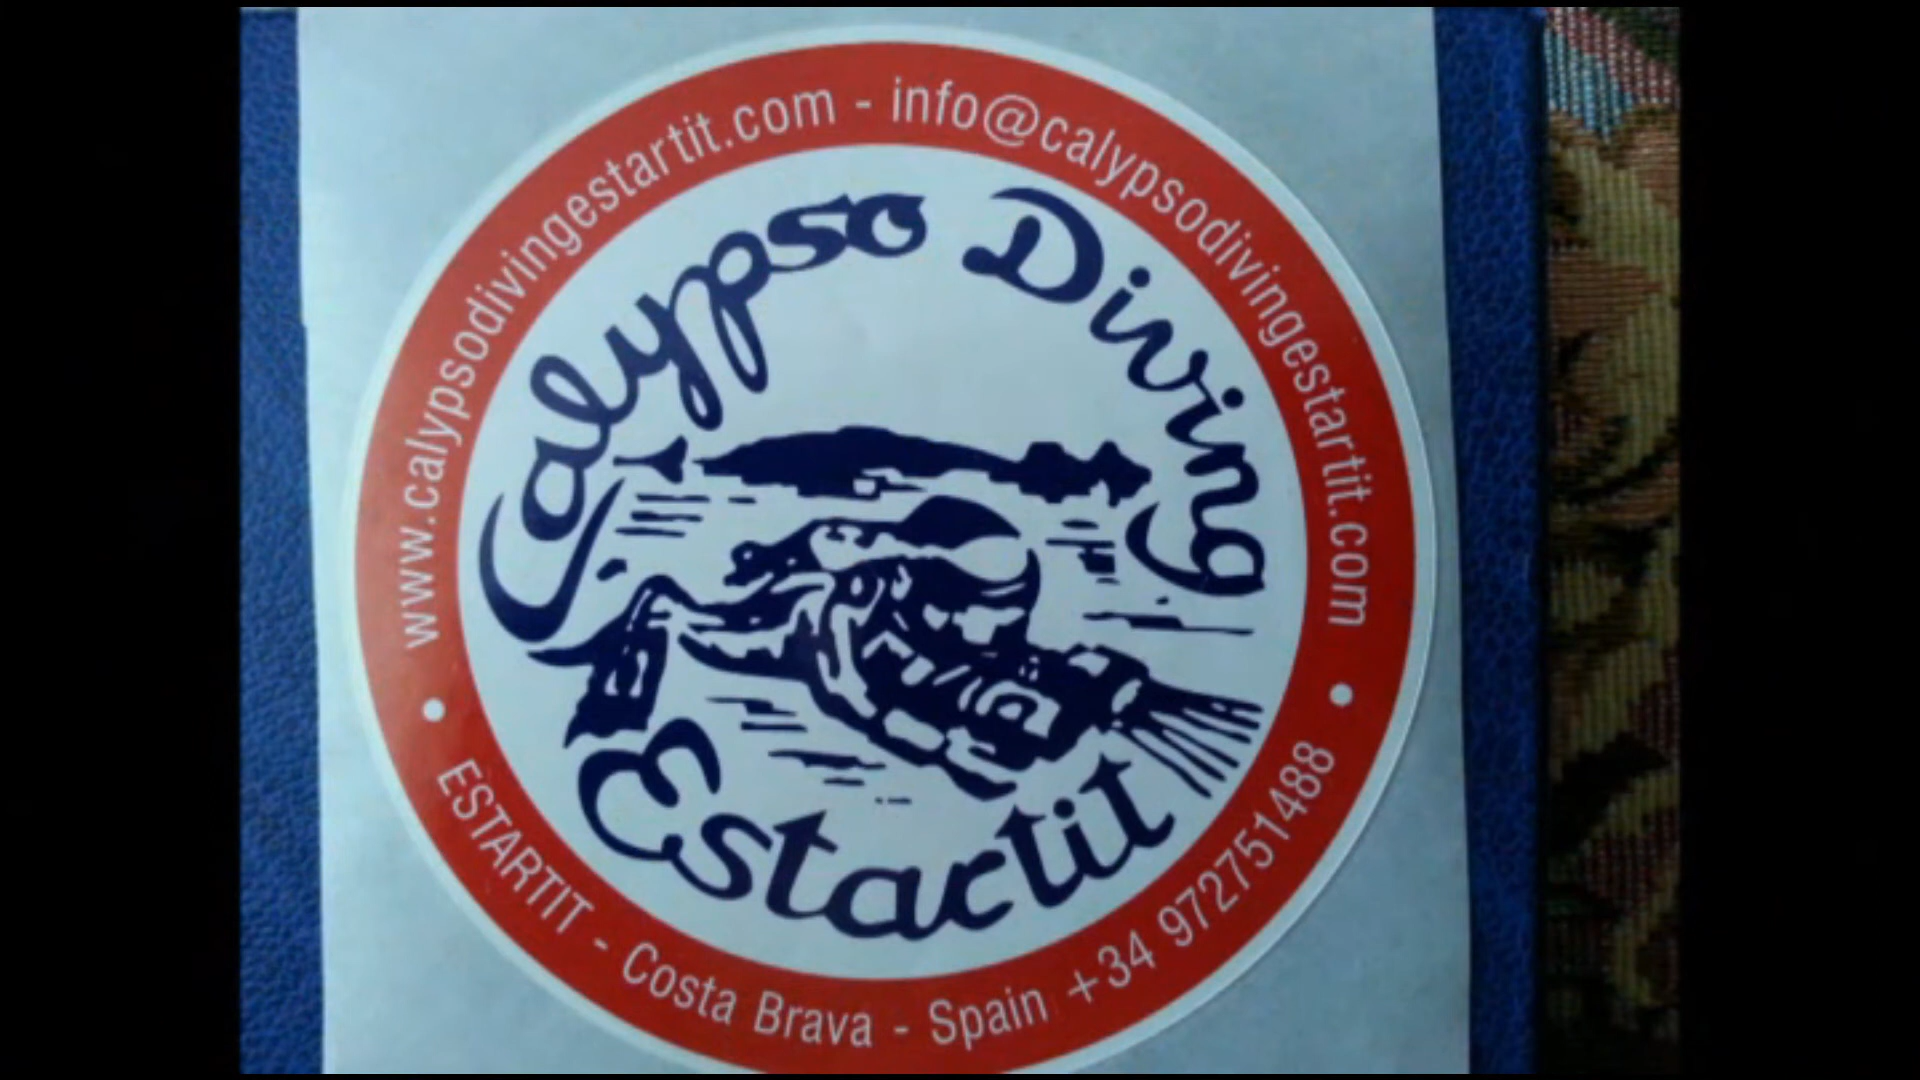 www.calypsodivingestartit.com - info@calypsodivingestartit.com
Calypso Diving
Estartit
• ESTARTIT - Costa Brava - Spain +34 972751488 •